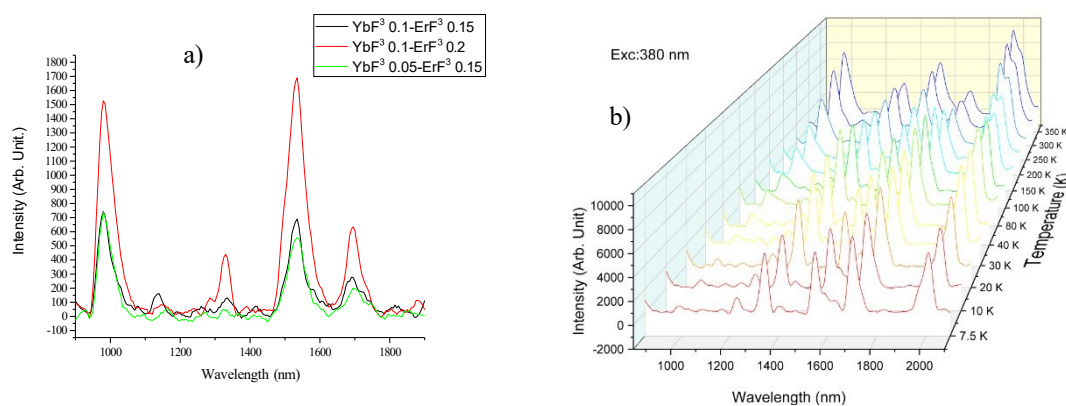 a)
YbF³ 0.1-ErF³ 0.15
YbF³ 0.1-ErF³ 0.2
YbF³ 0.05-ErF³ 0.15
1800
1700
1600
1500
1400
1300
1200
1100
1000
900
800
700
600
500
400
300
200
100
0
-100
Intensity (Arb. Unit.)
1000 1200 1400 1600 1800
Wavelength (nm)
Exc:380 nm
b)
10000
8000
6000
4000
2000
0
-2000
Intensity (Arb. Unit)
1000 1200 1400 1600 1800 2000
Wavelength (nm)
350 K
300 K
250 K
200 K
150 K
100 K
80 K
40 K
30 K
20 K
10 K
7.5 K
Temperature (K)